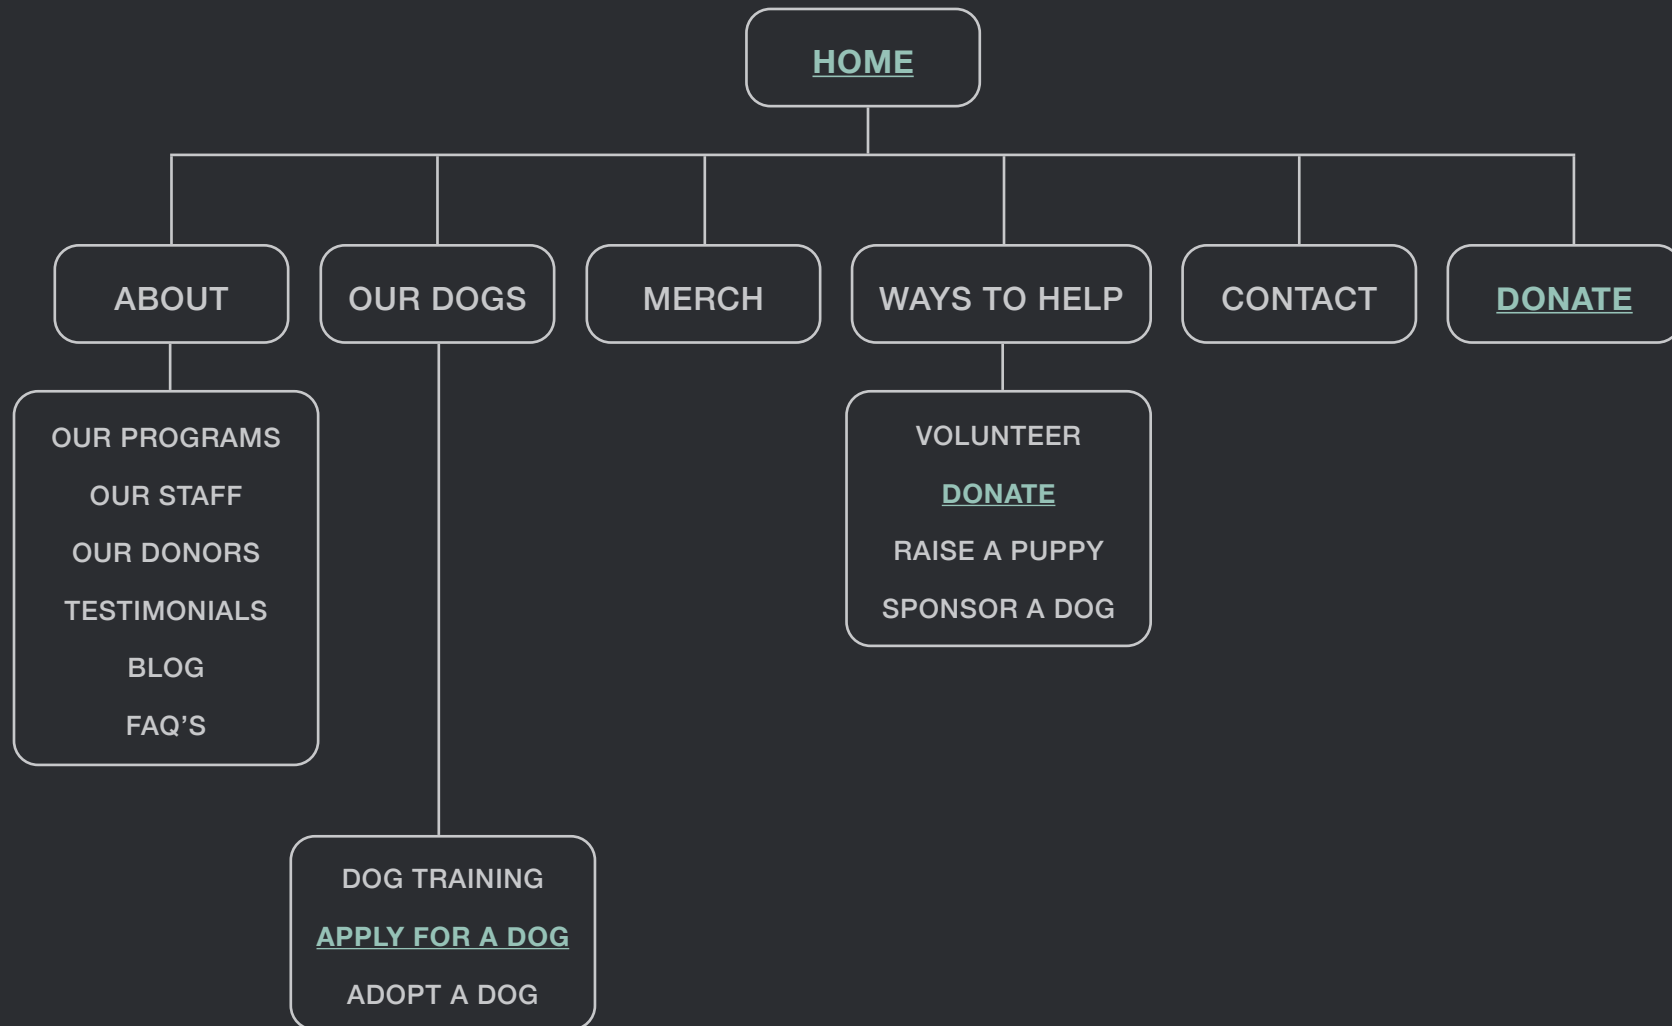 HOME
ABOUT
OUR DOGS
MERCH
WAYS TO HELP
CONTACT
DONATE
OUR PROGRAMS
OUR STAFF
OUR DONORS
TESTIMONIALS
BLOG
FAQ’S
VOLUNTEER
DONATE
RAISE A PUPPY
SPONSOR A DOG
DOG TRAINING
APPLY FOR A DOG
ADOPT A DOG